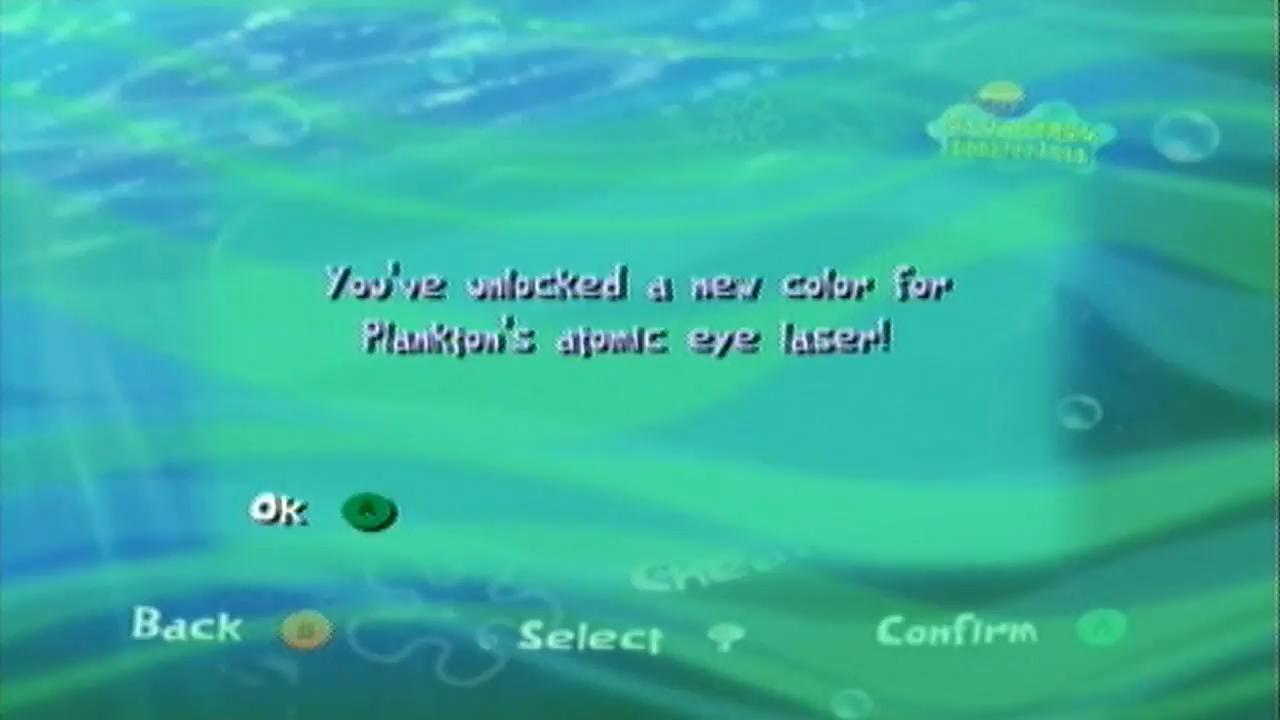 You've unlocked a new color for
Plankton's atomic eye laser!
Ok A
Back B Select Confirm A